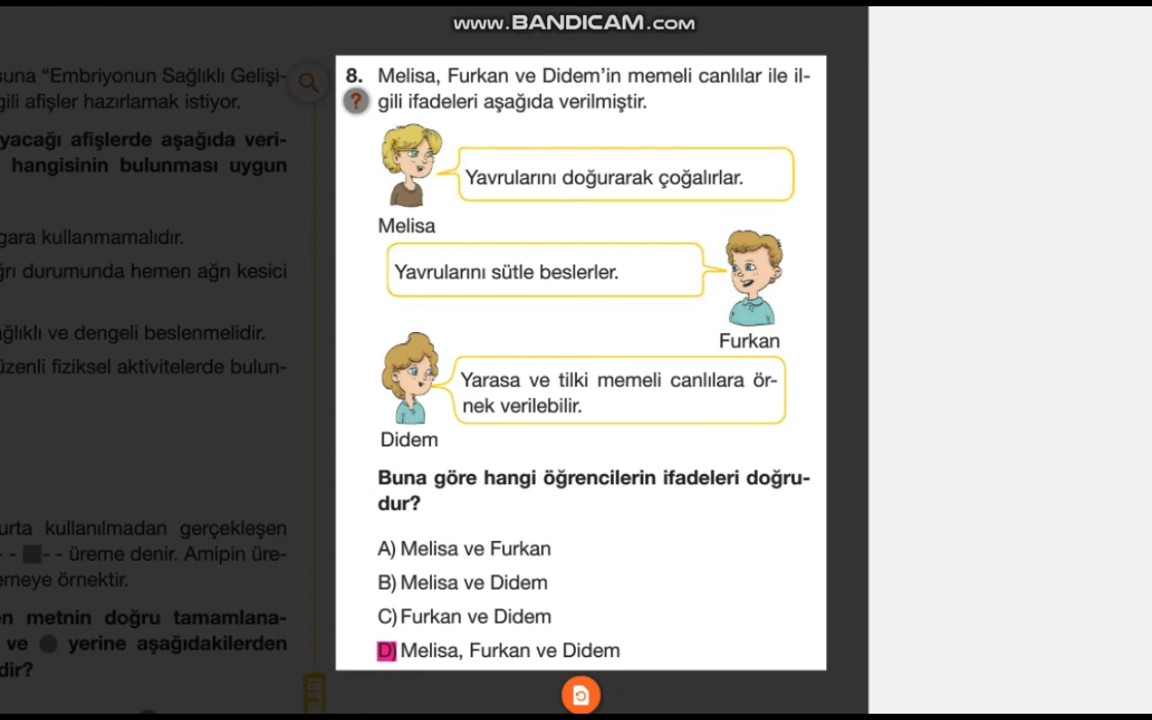 www.BANDICAM.com
suna “Embriyonun Sağlıklı Gelişi-
gili afişler hazırlamak istiyor.
yacağı afişlerde aşağıda veri-
hangisinin bulunması uygun
gara kullanmamalıdır.
ğrı durumunda hemen ağrı kesici
ğlıklı ve dengeli beslenmelidir.
üzenli fiziksel aktivitelerde bulun-
urta kullanılmadan gerçekleşen
- - - - üreme denir. Amipin üre-
emeye örnektir.
en metnin doğru tamamlana-
ve yerine aşağıdakilerden
dir?
8. Melisa, Furkan ve Didem’in memeli canlılar ile il-
? gili ifadeleri aşağıda verilmiştir.
Yavrularını doğurarak çoğalırlar.
Melisa
Yavrularını sütle beslerler.
Furkan
Yarasa ve tilki memeli canlılara ör-
nek verilebilir.
Didem
Buna göre hangi öğrencilerin ifadeleri doğru-
dur?
A) Melisa ve Furkan
B) Melisa ve Didem
C) Furkan ve Didem
D) Melisa, Furkan ve Didem